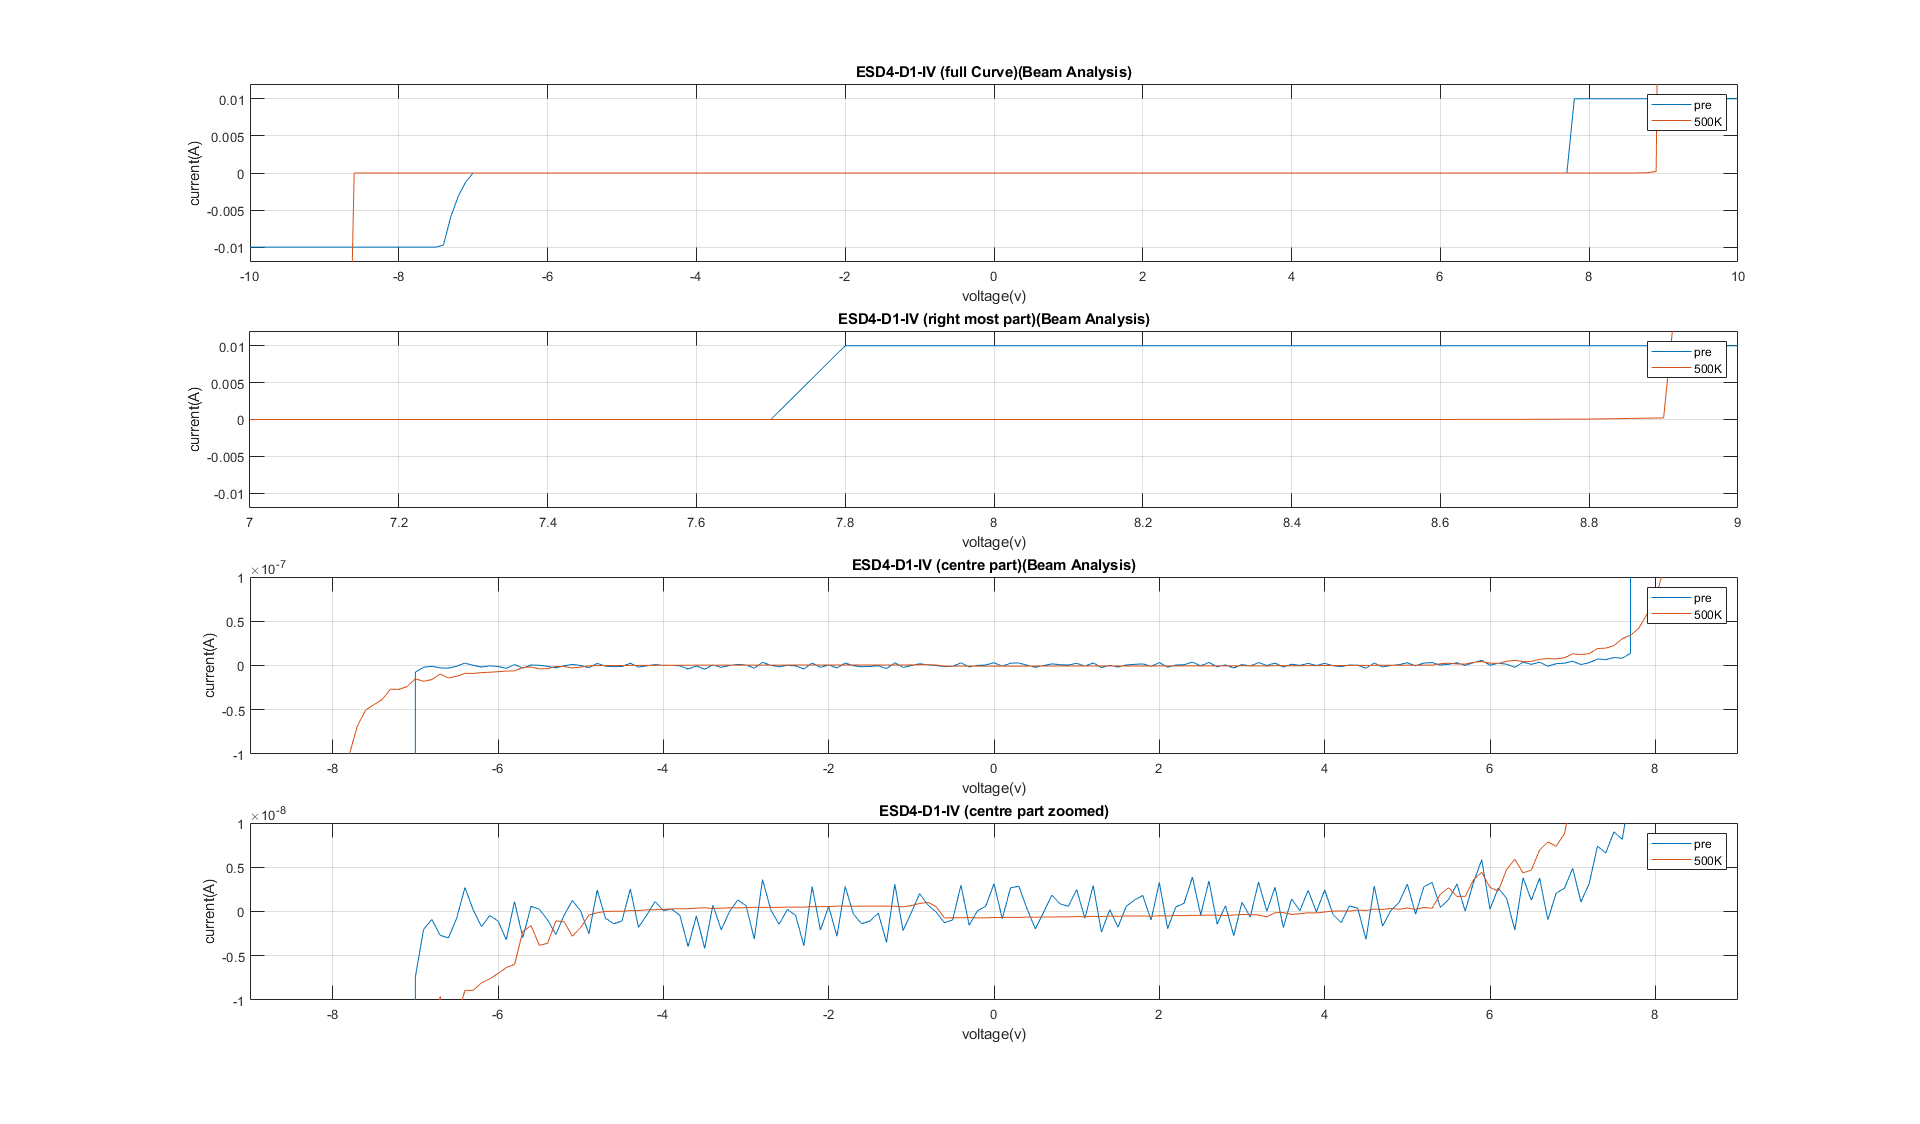 ESD4-D1-IV (full Curve)(Beam Analysis)
0.01
0.005
0
-0.005
-0.01
current(A)
-10 -8 -6 -4 -2 0 2 4 6 8 10
voltage(v)
pre
500K
ESD4-D1-IV (right most part)(Beam Analysis)
0.01
0.005
0
-0.005
-0.01
current(A)
7 7.2 7.4 7.6 7.8 8 8.2 8.4 8.6 8.8 9
voltage(v)
pre
500K
ESD4-D1-IV (centre part)(Beam Analysis)
×10-7
1
0.5
0
-0.5
-1
current(A)
-8 -6 -4 -2 0 2 4 6 8
voltage(v)
pre
500K
ESD4-D1-IV (centre part zoomed)
×10-8
1
0.5
0
-0.5
-1
current(A)
-8 -6 -4 -2 0 2 4 6 8
voltage(v)
pre
500K